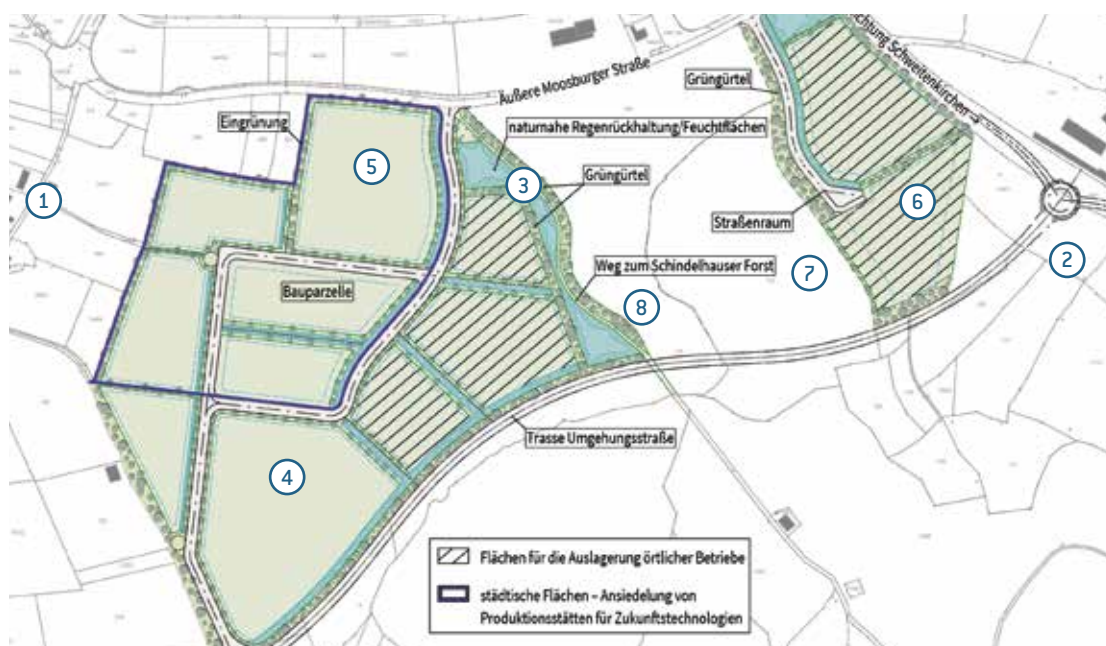 Äußere Moosburger Straße
Schweitenkirchen →
Grüngürtel
Eingrünung
naturnahe Regenrückhaltung/Feuchtflächen
5
3
Grüngürtel
1
6
Straßenraum
2
Weg zum Schindelhauser Forst
7
Bauparzelle
8
Trasse Umgehungsstraße
4
Flächen für die Auslagerung örtlicher Betriebe
städtische Flächen – Ansiedelung von
Produktionsstätten für Zukunftstechnologien